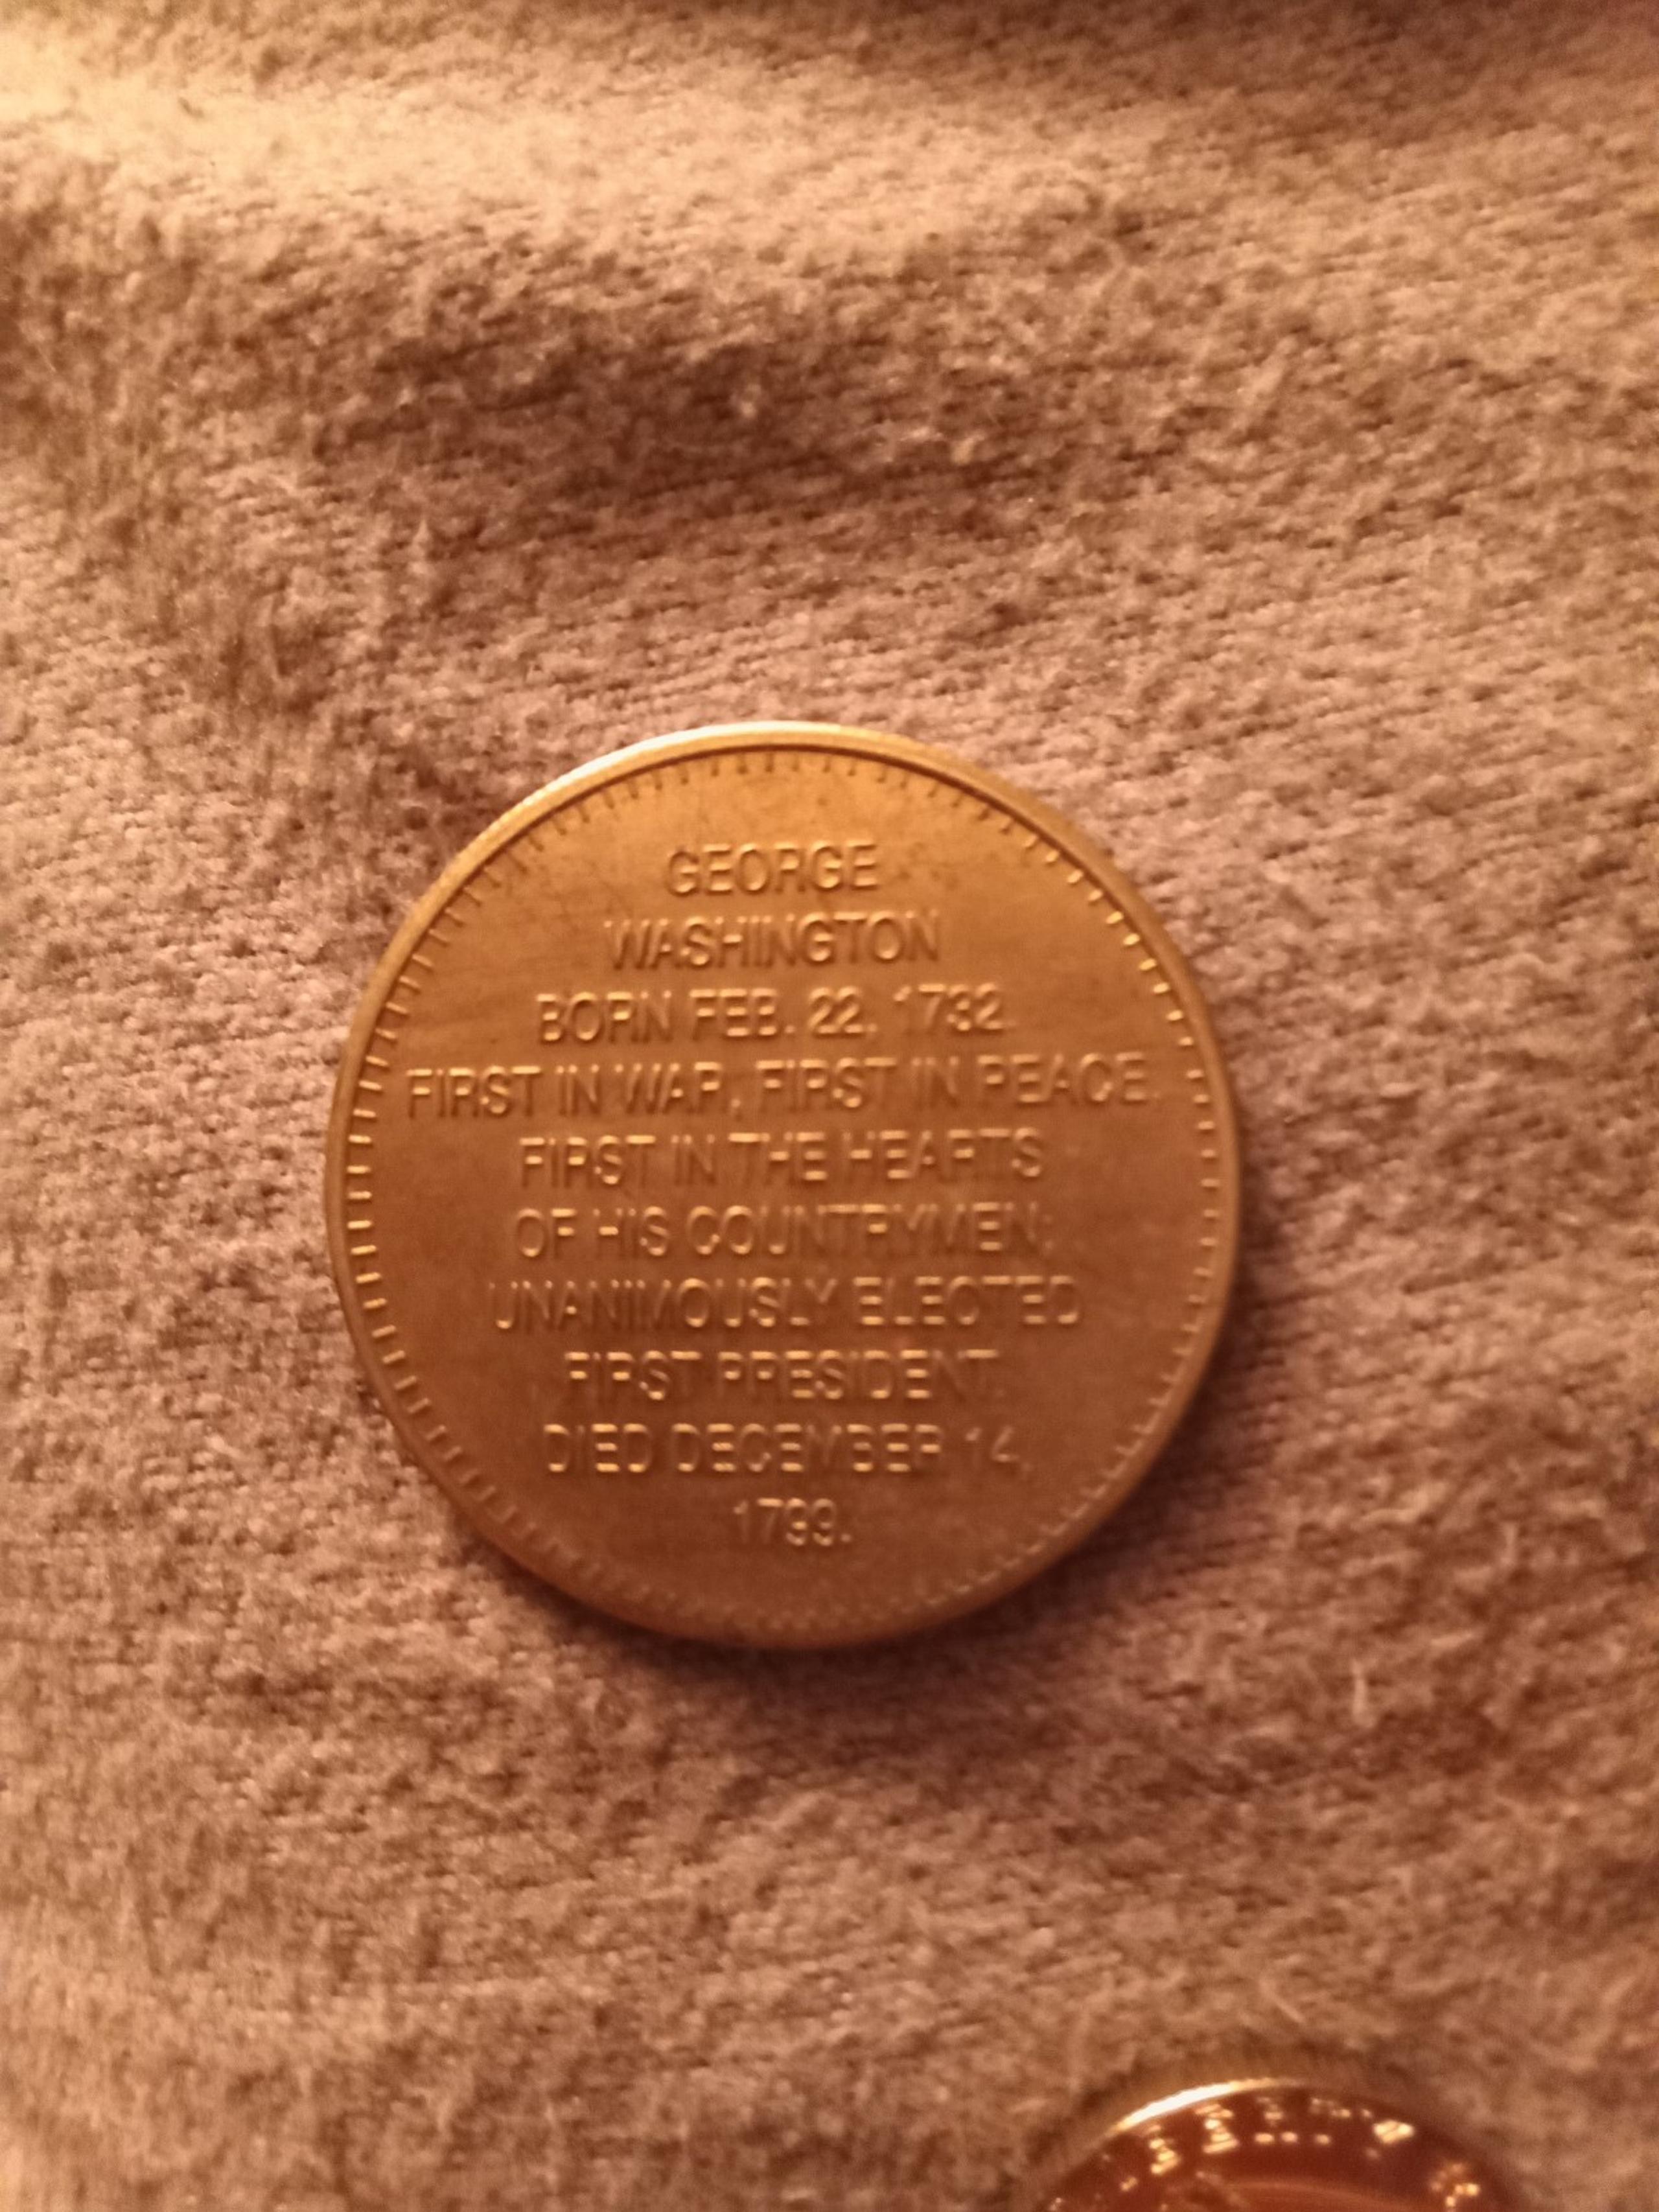 GEORGE
WASHINGTON
BORN FEB. 22, 1732
FIRST IN WAR, FIRST IN PEACE,
FIRST IN THE HEARTS
OF HIS COUNTRYMEN;
UNANIMOUSLY ELECTED
FIRST PRESIDENT.
DIED DECEMBER 14,
1799.